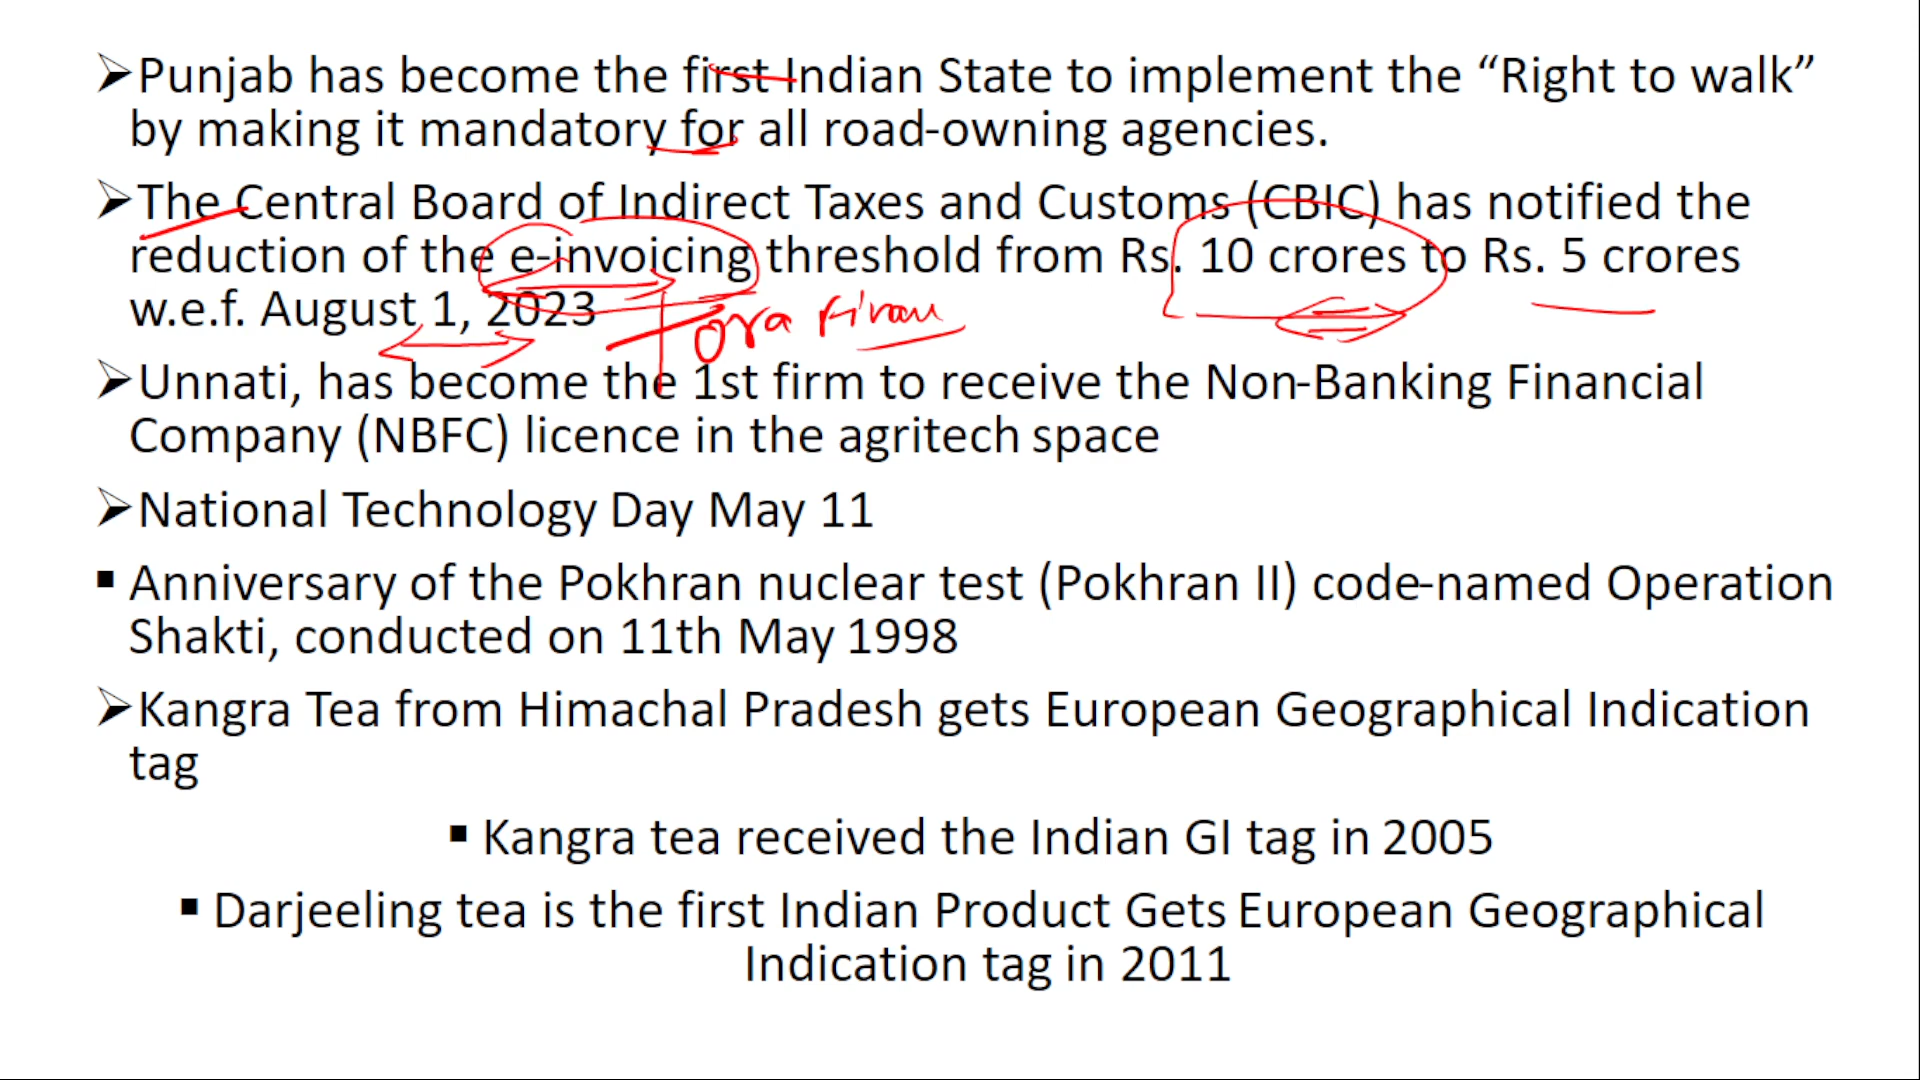 ➢Punjab has become the first Indian State to implement the “Right to walk”
by making it mandatory for all road-owning agencies.
➢The Central Board of Indirect Taxes and Customs (CBIC) has notified the
reduction of the e-invoicing threshold from Rs. 10 crores to Rs. 5 crores
w.e.f. August 1, 2023
➢Unnati, has become the 1st firm to receive the Non-Banking Financial
Company (NBFC) licence in the agritech space
➢National Technology Day May 11
▪ Anniversary of the Pokhran nuclear test (Pokhran II) code-named Operation
Shakti, conducted on 11th May 1998
➢Kangra Tea from Himachal Pradesh gets European Geographical Indication
tag
▪ Kangra tea received the Indian GI tag in 2005
▪ Darjeeling tea is the first Indian Product Gets European Geographical
Indication tag in 2011